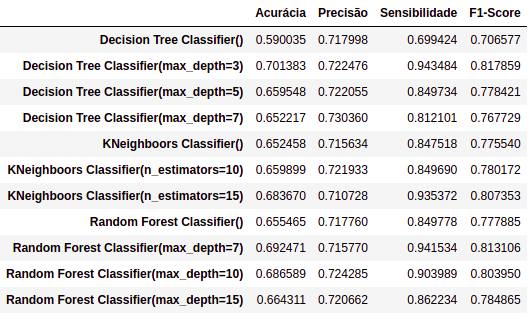 Acurácia Precisão Sensibilidade F1-Score
Decision Tree Classifier() 0.590035 0.717998 0.699424 0.706577
Decision Tree Classifier(max_depth=3) 0.701383 0.722476 0.943484 0.817859
Decision Tree Classifier(max_depth=5) 0.659548 0.722055 0.849734 0.778421
Decision Tree Classifier(max_depth=7) 0.652217 0.730360 0.812101 0.767729
KNeighboors Classifier() 0.652458 0.715634 0.847518 0.775540
KNeighboors Classifier(n_estimators=10) 0.659899 0.721933 0.849690 0.780172
KNeighboors Classifier(n_estimators=15) 0.683670 0.710728 0.935372 0.807353
Random Forest Classifier() 0.655465 0.717760 0.849778 0.777885
Random Forest Classifier(max_depth=7) 0.692471 0.715770 0.941534 0.813106
Random Forest Classifier(max_depth=10) 0.686589 0.724285 0.903989 0.803950
Random Forest Classifier(max_depth=15) 0.664311 0.720662 0.862234 0.784865